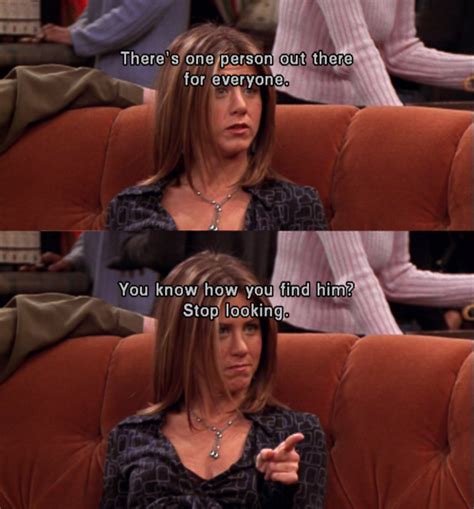 There's one person out there
for everyone.
You know how you find him?
Stop looking.